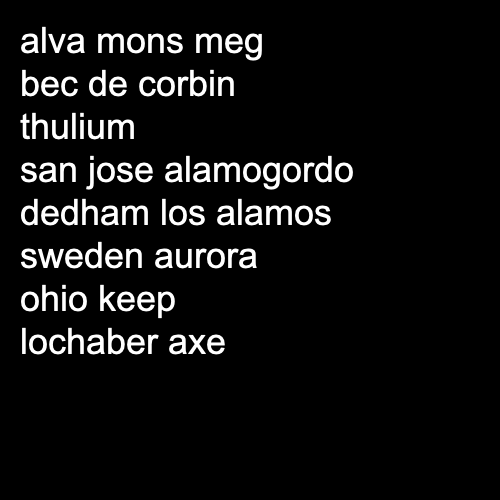 alva mons meg
bec de corbin
thulium
san jose alamogordo
dedham los alamos
sweden aurora
ohio keep
lochaber axe